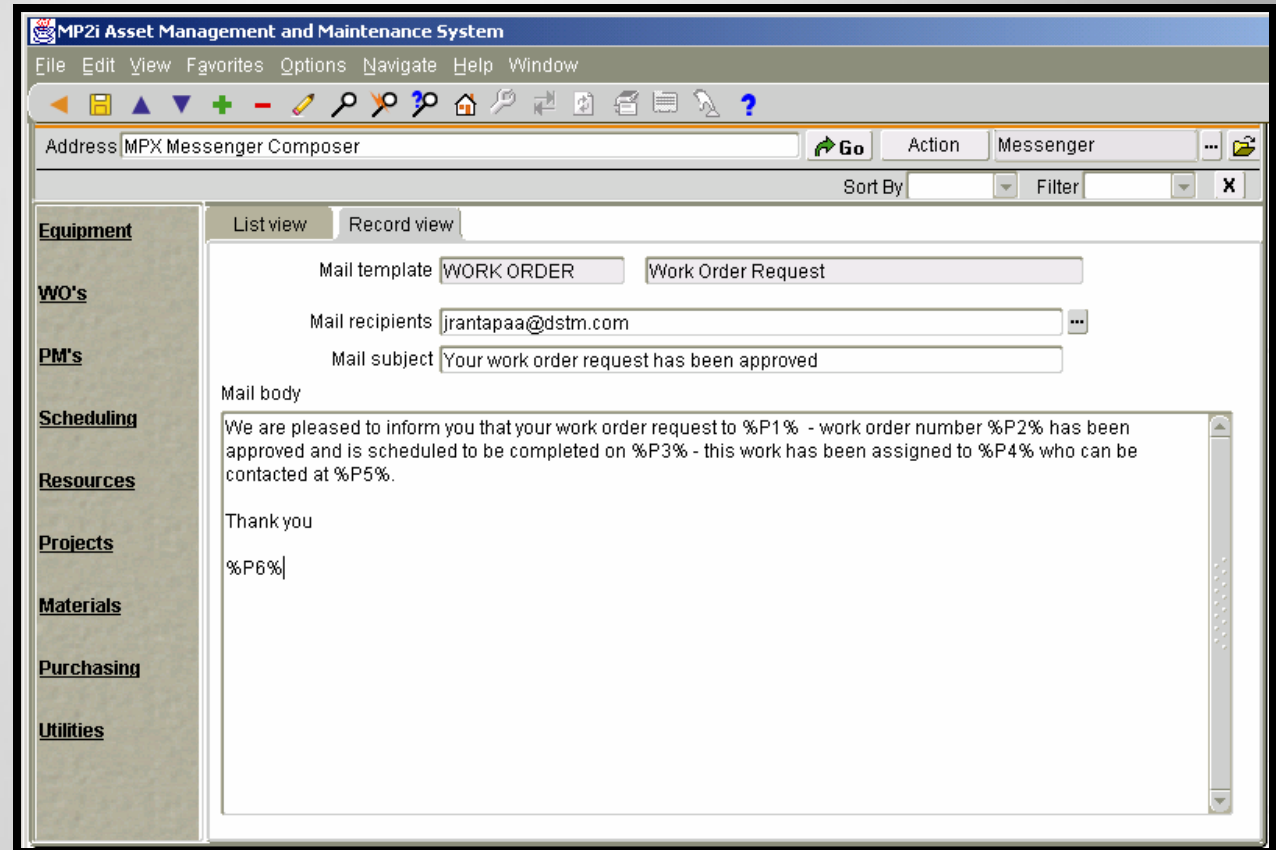 MP2i Asset Management and Maintenance System
File Edit View Favorites Options Navigate Help Window
?
Address MPX Messenger Composer Go Action Messenger ...
Sort By Filter X
List view Record view
Equipment
WO's
PM's
Scheduling
Resources
Projects
Materials
Purchasing
Utilities
Mail template WORK ORDER Work Order Request
Mail recipients jrantapaa@dstm.com ...
Mail subject Your work order request has been approved
Mail body
We are pleased to inform you that your work order request to %P1%  - work order number %P2% has been
approved and is scheduled to be completed on %P3% - this work has been assigned to %P4% who can be
contacted at %P5%.
Thank you
%P6%